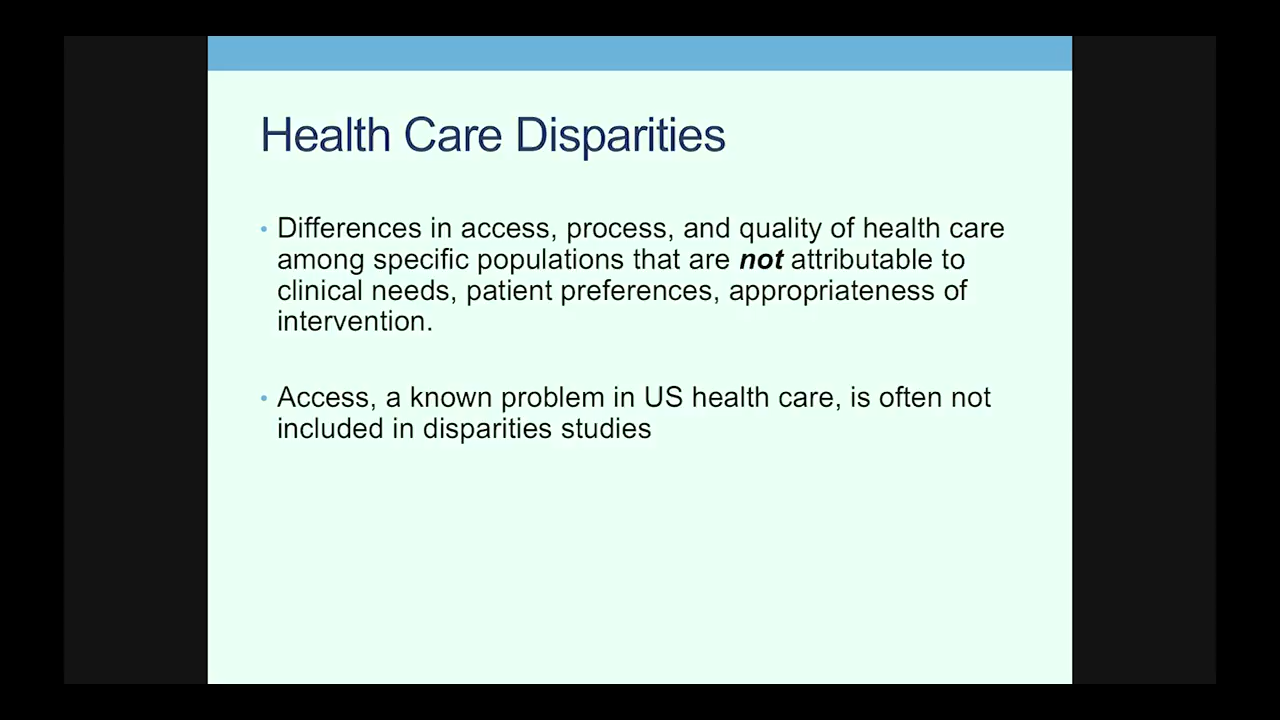 Health Care Disparities
• Differences in access, process, and quality of health care
among specific populations that are not attributable to
clinical needs, patient preferences, appropriateness of
intervention.
• Access, a known problem in US health care, is often not
included in disparities studies